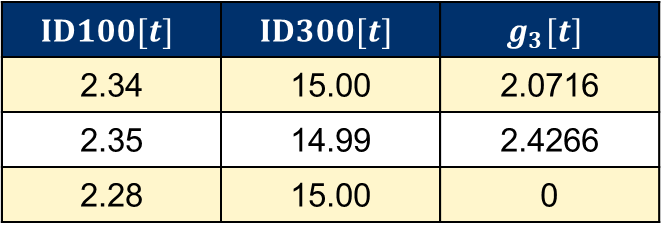 ID100[t] ID300[t] g₃[t]
2.34 15.00 2.0716
2.35 14.99 2.4266
2.28 15.00 0